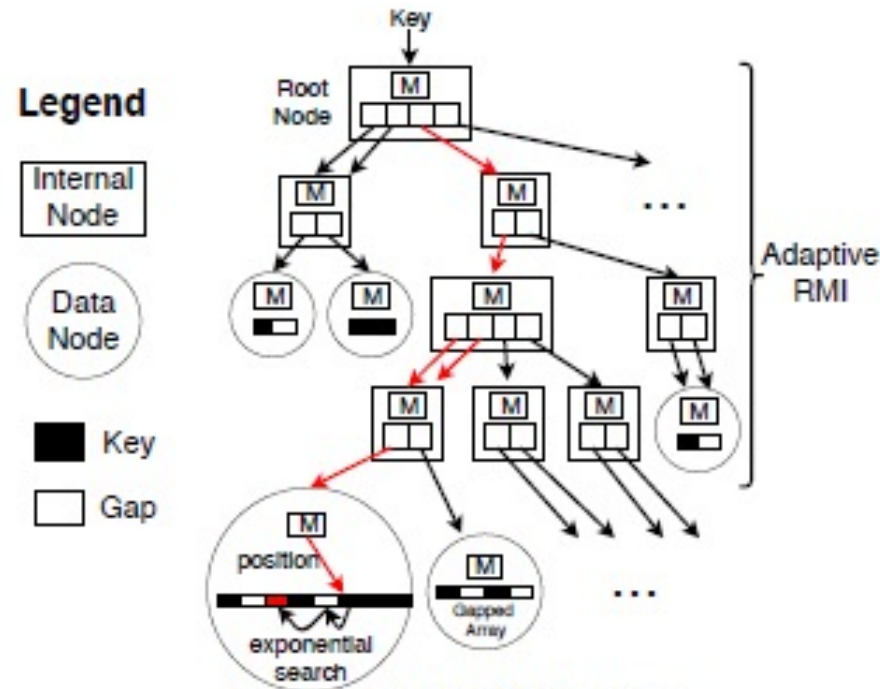 Key
Legend
Root
Node
M
Internal
Node
M
M
...
Adaptive
RMI
Data
Node
M
M
M
M
M
M
M
M
Key
Gap
M
position
exponential
search
M
Gapped
Array
...